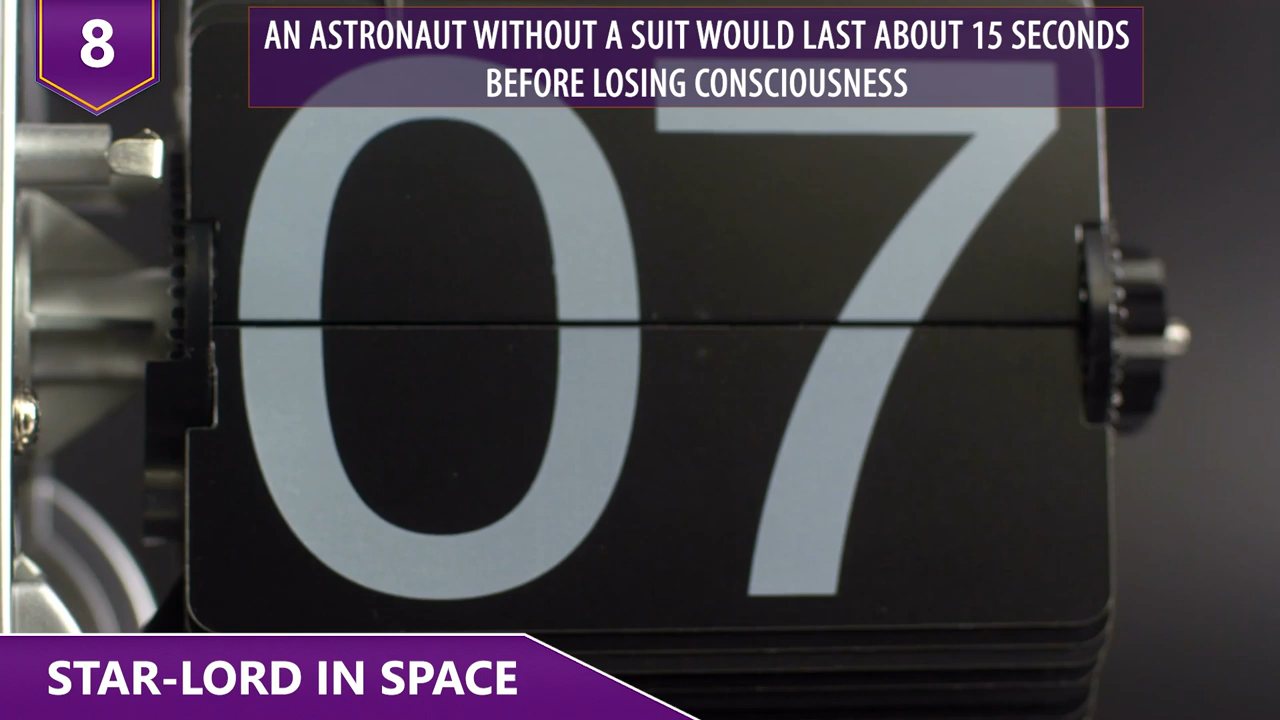 8
AN ASTRONAUT WITHOUT A SUIT WOULD LAST ABOUT 15 SECONDS
BEFORE LOSING CONSCIOUSNESS
07
STAR-LORD IN SPACE